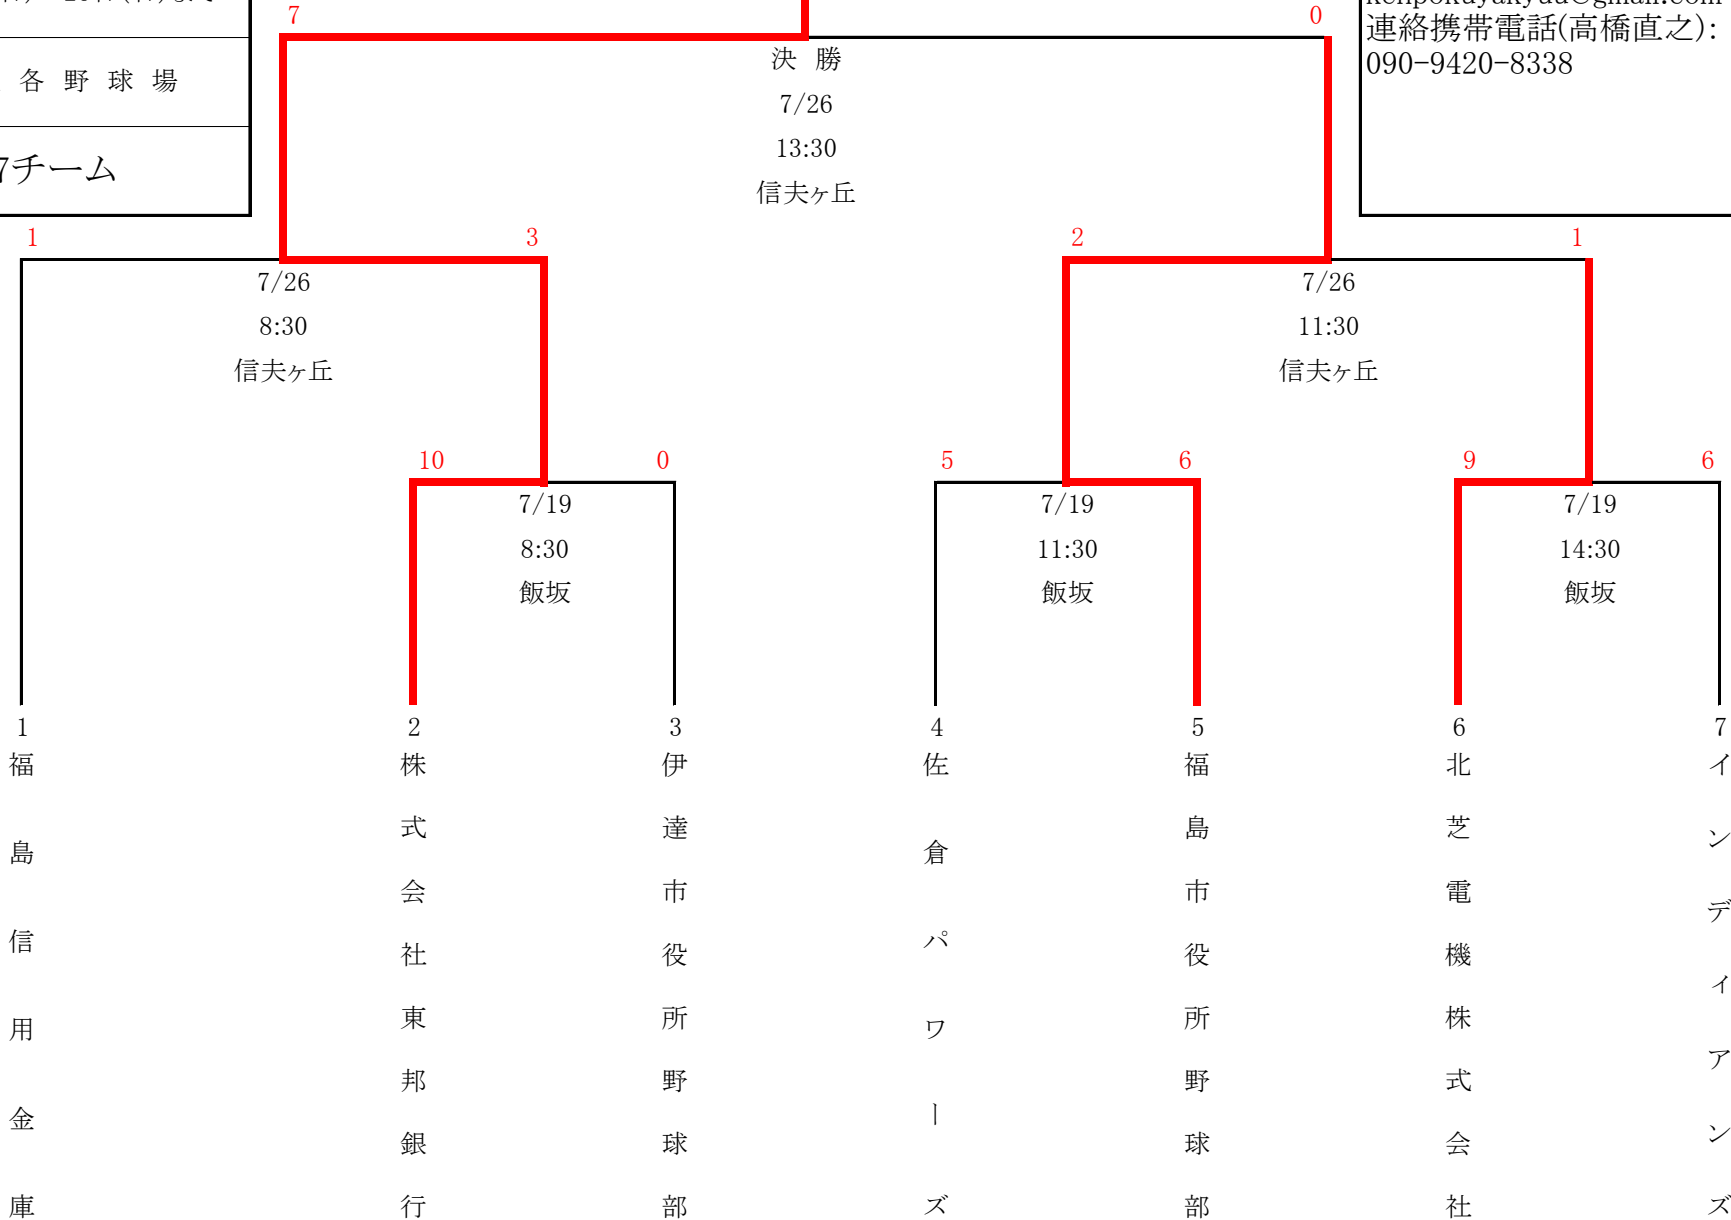 各野球場
7チーム
連絡携帯電話(高橋直之):
090-9420-8338
7
0
決 勝
7/26
13:30
信夫ヶ丘
1
3
7/26
8:30
信夫ヶ丘
2
1
7/26
11:30
信夫ヶ丘
10
0
7/19
8:30
飯坂
5
6
7/19
11:30
飯坂
9
6
7/19
14:30
飯坂
1
福島信用金庫
2
株式会社東邦銀行
3
伊達市役所野球部
4
佐倉パワーズ
5
福島市役所野球部
6
北芝電機株式会社
7
インディアンズ